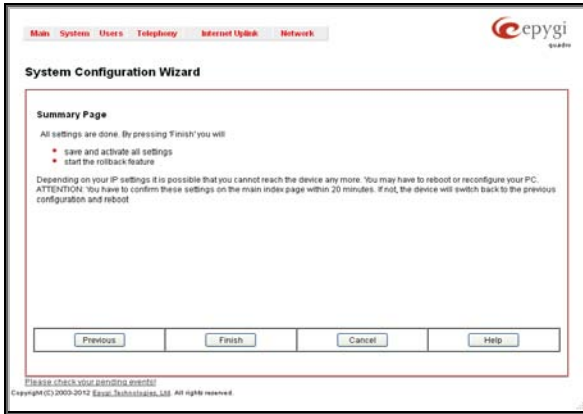 Main System Users Telephony Internet Uplink Network
epygi
quadro
System Configuration Wizard
Summary Page
All settings are done. By pressing 'Finish' you will
save and activate all settings
start the rollback feature
Depending on your IP settings it is possible that you cannot reach the device any more. You may have to reboot or reconfigure your PC.
ATTENTION: You have to confirm these settings on the main index page within 20 minutes. If not, the device will switch back to the previous
configuration and reboot
Previous Finish Cancel Help
Please check your pending events!
Copyright (C) 2003-2012 Epygi Technologies, Ltd. All rights reserved.